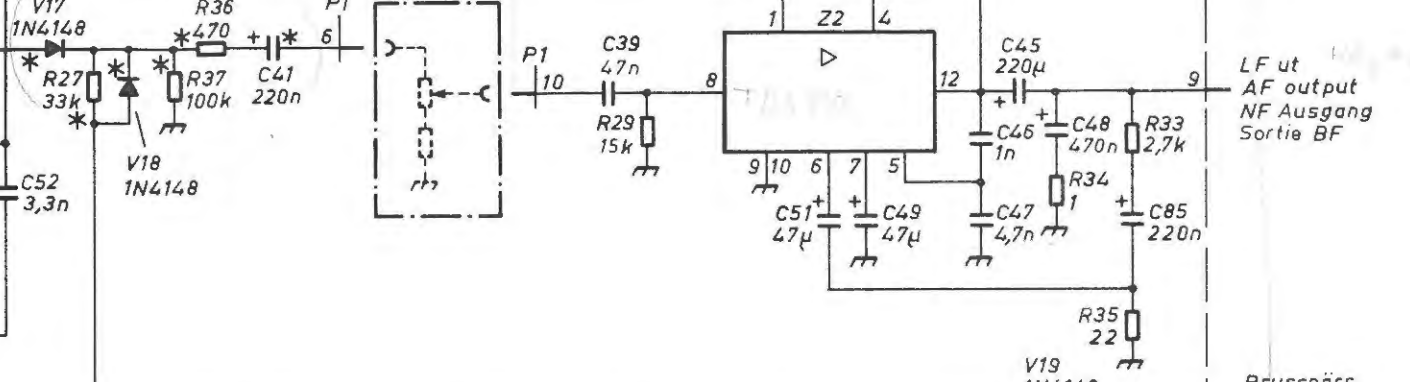 V17
1N4148
R36
*470
P1
6
+
*
*
R27
33k
*
*
*
R37
100k
C41
220n
V18
1N4148
C52
3,3n
P1
10
C39
47n
R29
15k
8
1
Z2
4
12
9
10
6
7
5
C45
220µ
+
C46
1n
+
C48
470n
R33
2,7k
R34
1
C51
47µ
+
+
C49
47µ
C47
4,7n
+
C85
220n
R35
22
9
LF ut
AF output
NF Ausgang
Sortie BF
V19